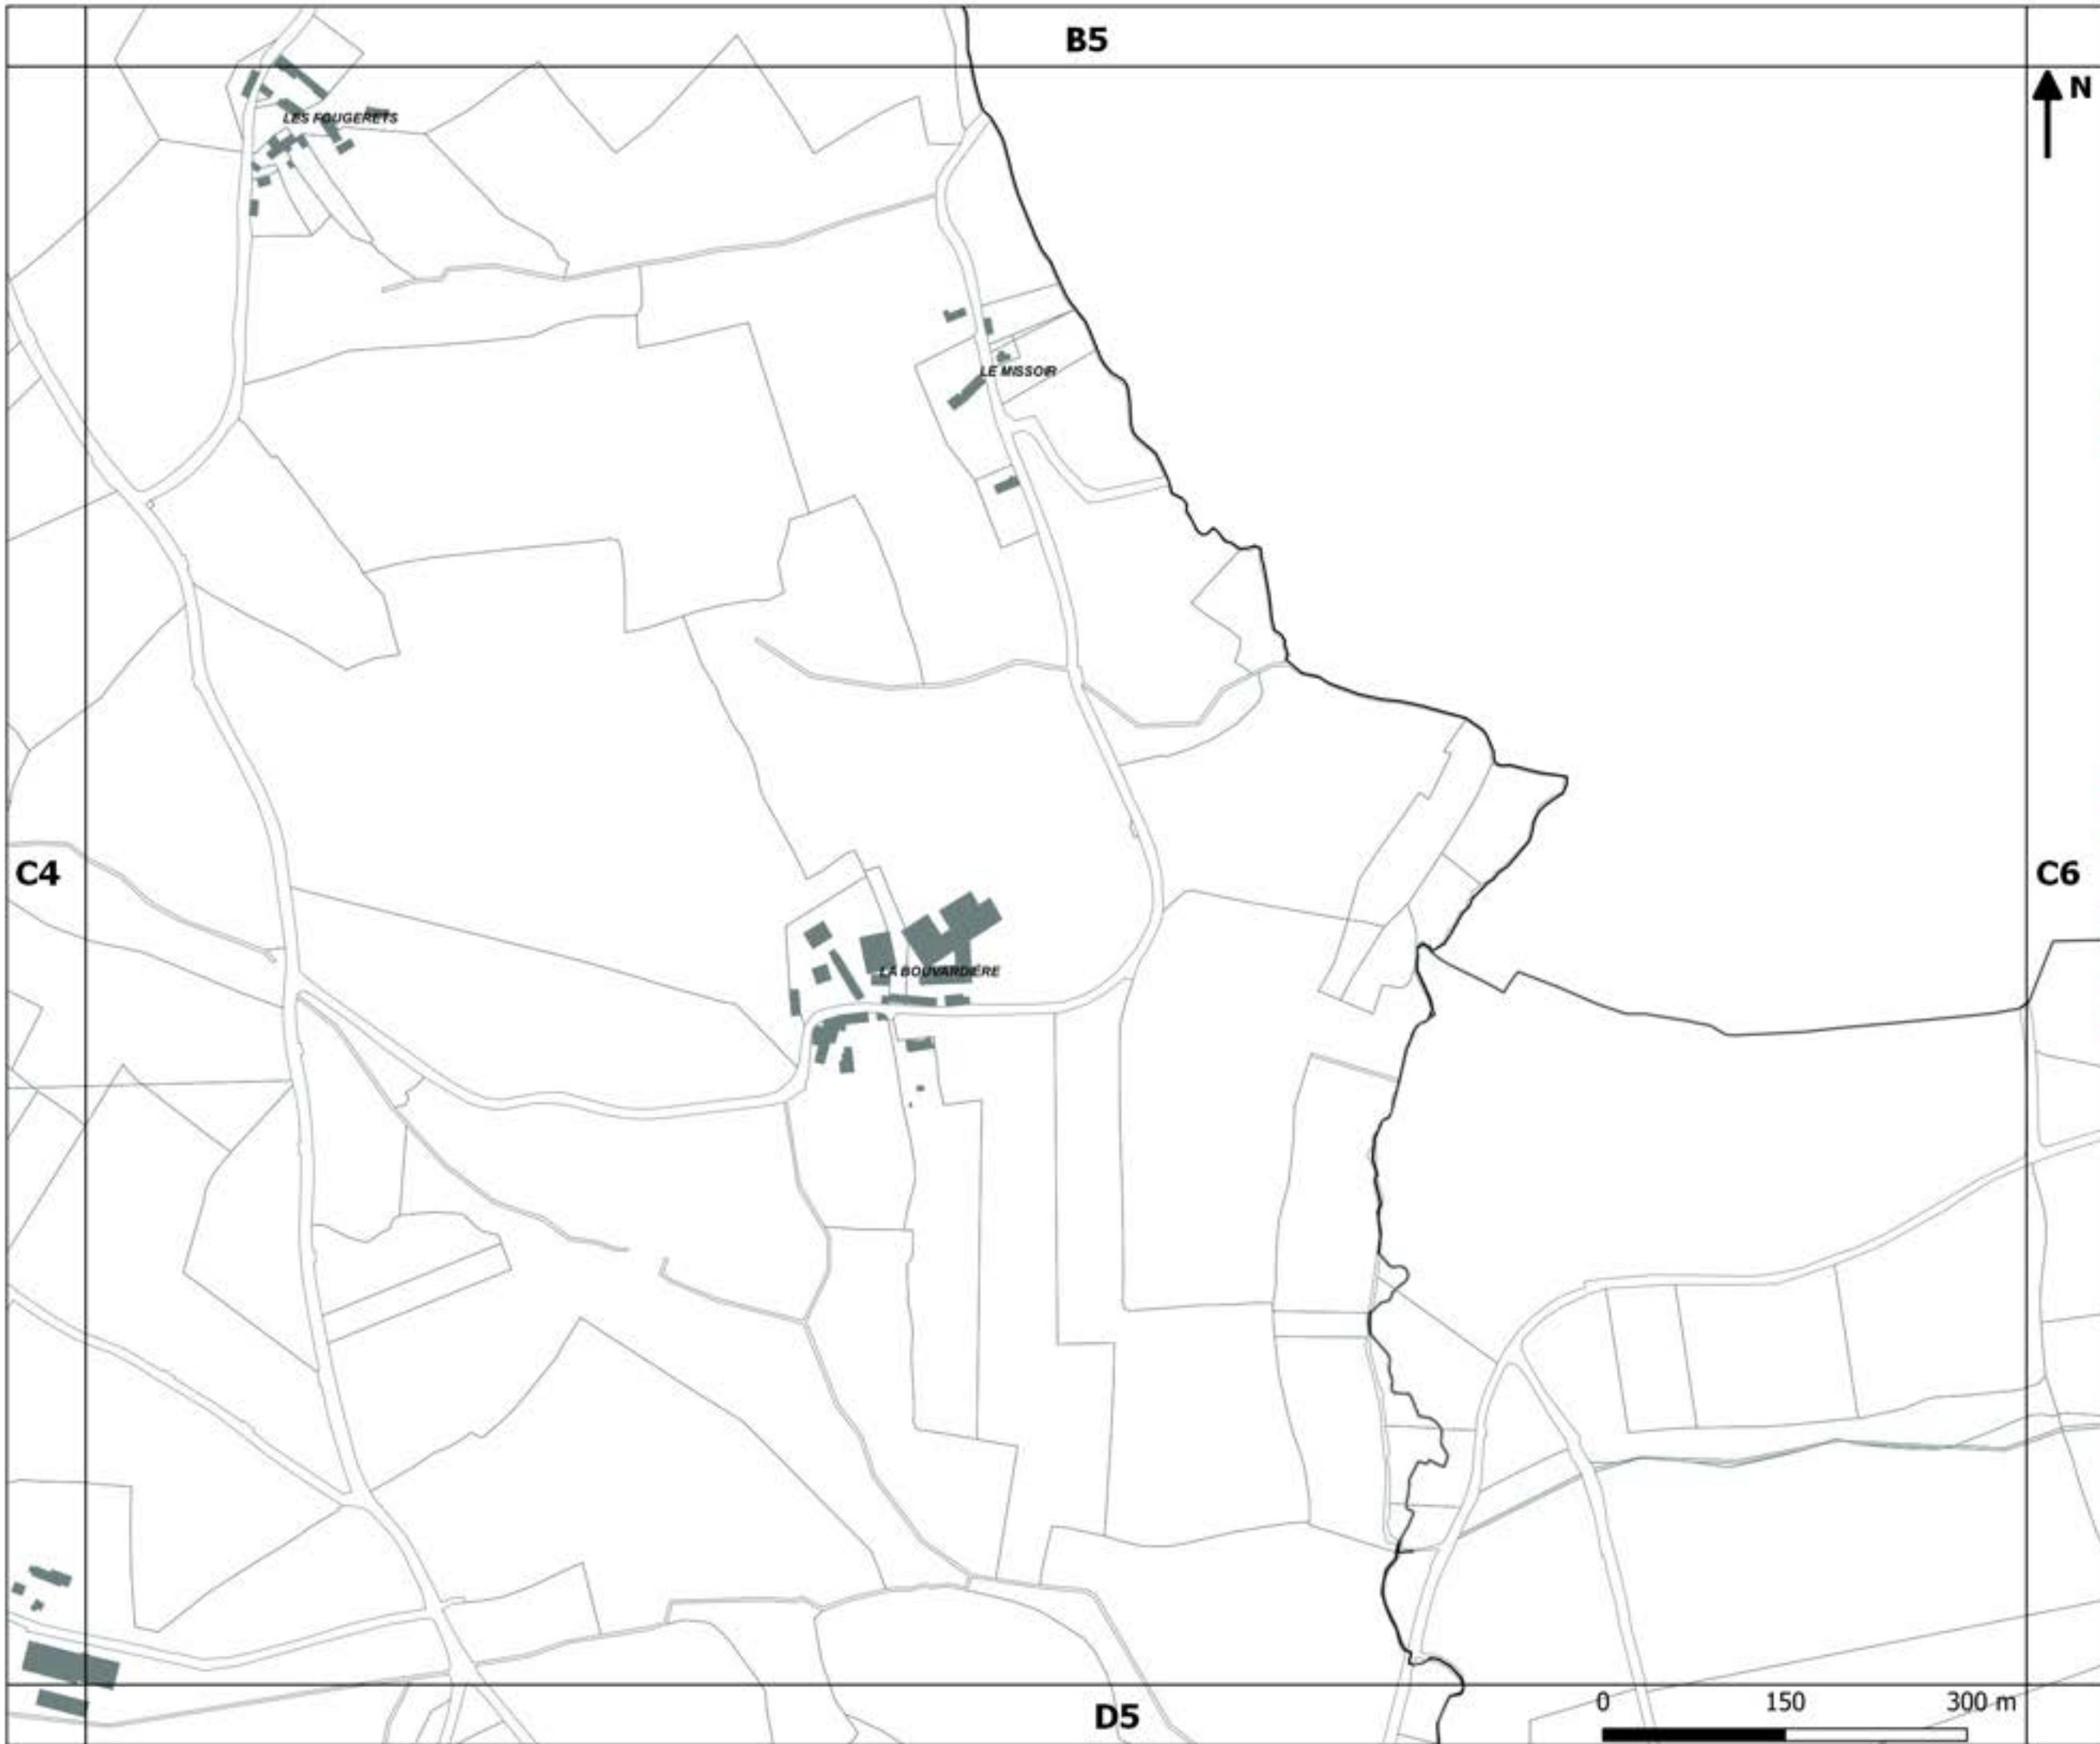 B5
N
LES FOUGERETS
LE MISSOIR
C4
C6
LA BOUVARDIÈRE
0 150 300 m
D5